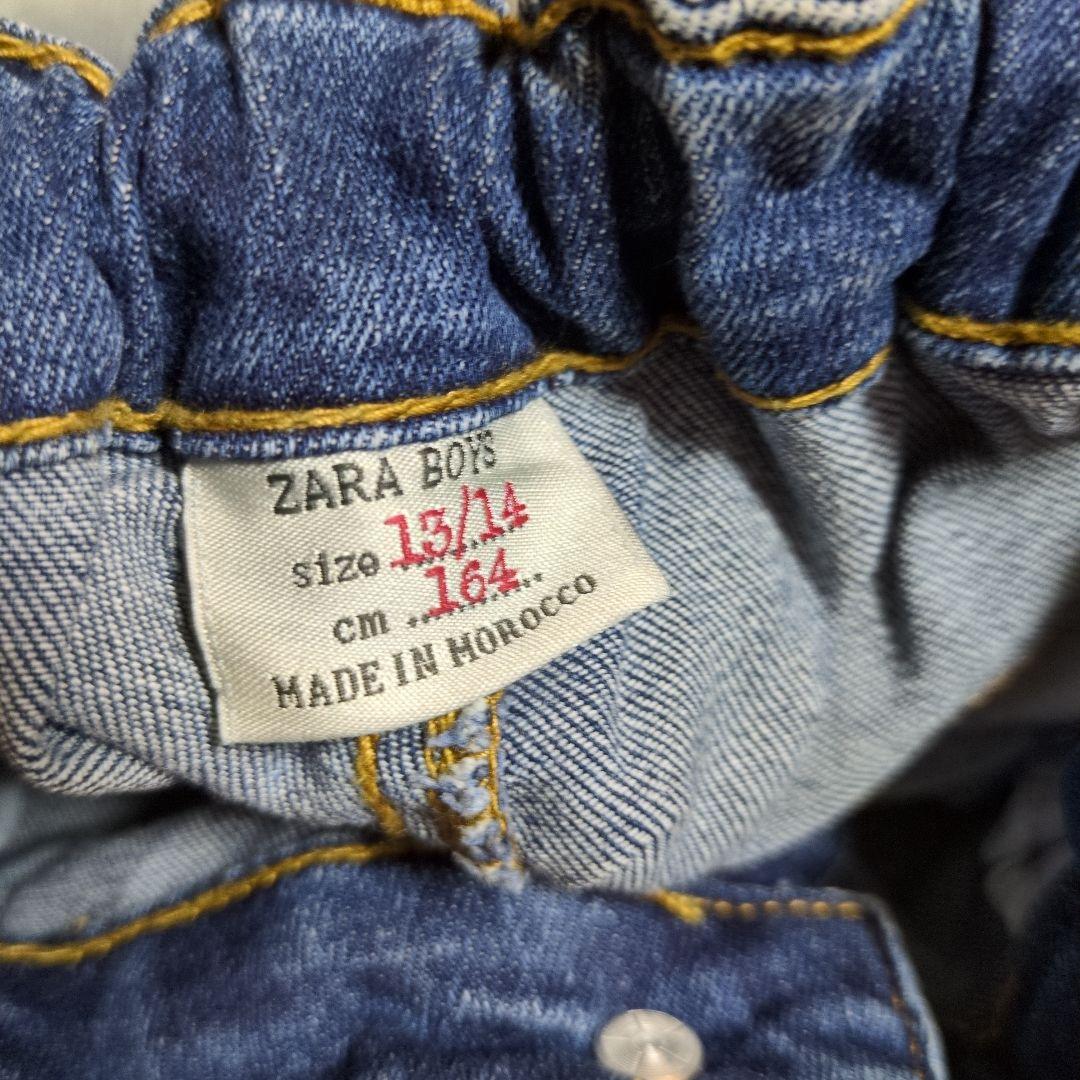 ZARA BOYS
size 13/14
cm ..164..
MADE IN MOROCCO